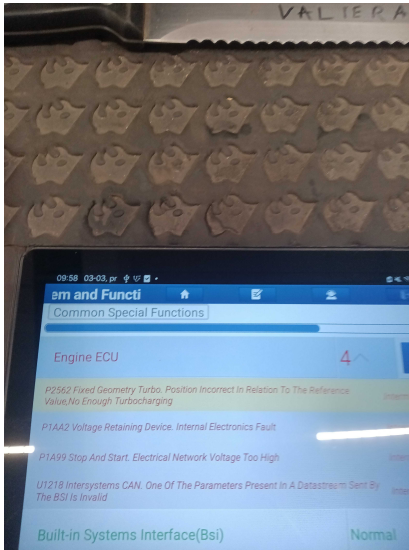 VALIERA
09:58 03-03, pr
em and Functi
Common Special Functions
Engine ECU 4
P2562 Fixed Geometry Turbo. Position Incorrect In Relation To The Reference
Value,No Enough Turbocharging
P1AA2 Voltage Retaining Device. Internal Electronics Fault
P1A99 Stop And Start. Electrical Network Voltage Too High
U1218 Intersystems CAN. One Of The Parameters Present In A Datastream Sent By
The BSI Is Invalid
Built-in Systems Interface(Bsi) Normal